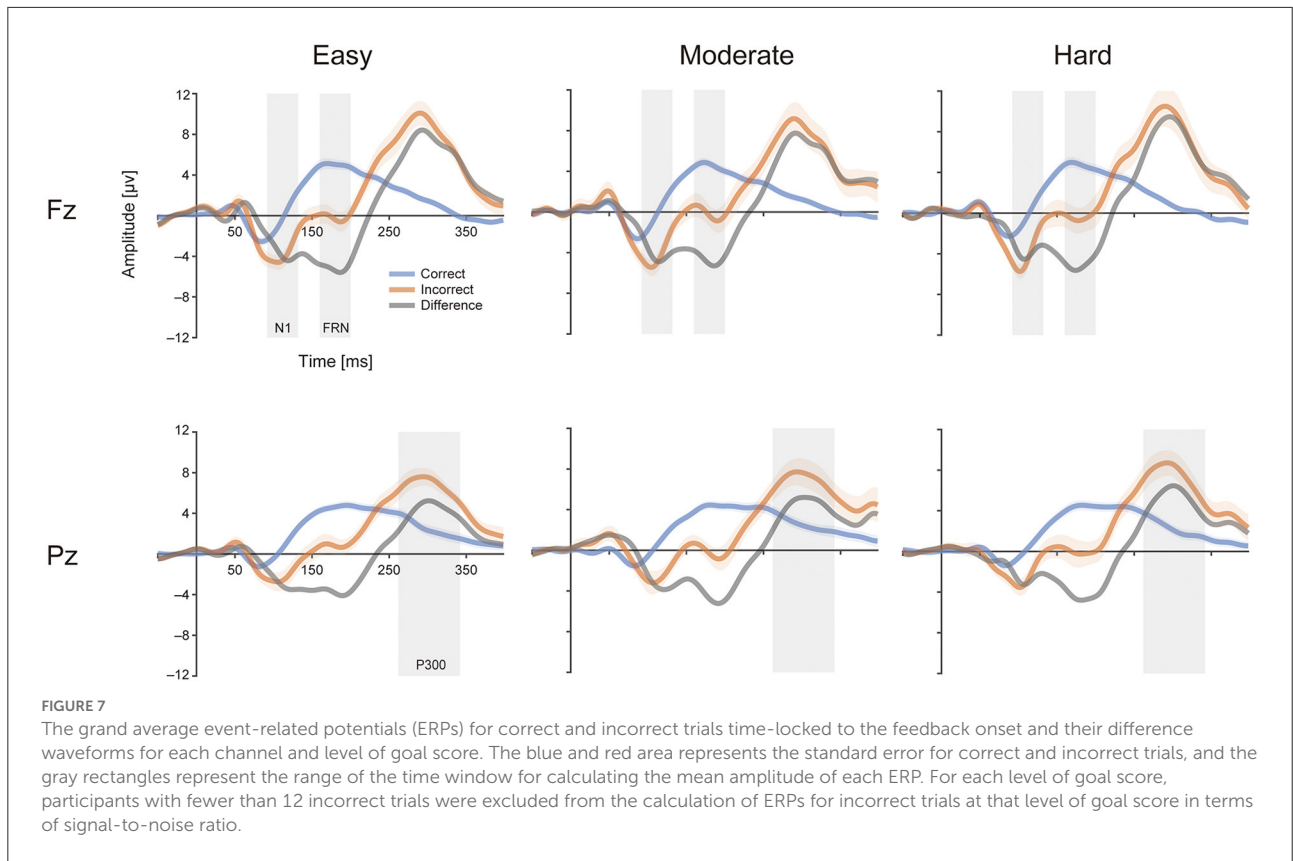 Easy
Moderate
Hard
Fz
Amplitude [µv]
12
8
4
0
−4
−8
−12
50
150
250
350
Correct
Incorrect
Difference
N1
FRN
Time [ms]
Pz
12
8
4
0
−4
−8
−12
50
150
250
350
P300
FIGURE 7
The grand average event-related potentials (ERPs) for correct and incorrect trials time-locked to the feedback onset and their difference
waveforms for each channel and level of goal score. The blue and red area represents the standard error for correct and incorrect trials, and the
gray rectangles represent the range of the time window for calculating the mean amplitude of each ERP. For each level of goal score,
participants with fewer than 12 incorrect trials were excluded from the calculation of ERPs for incorrect trials at that level of goal score in terms
of signal-to-noise ratio.